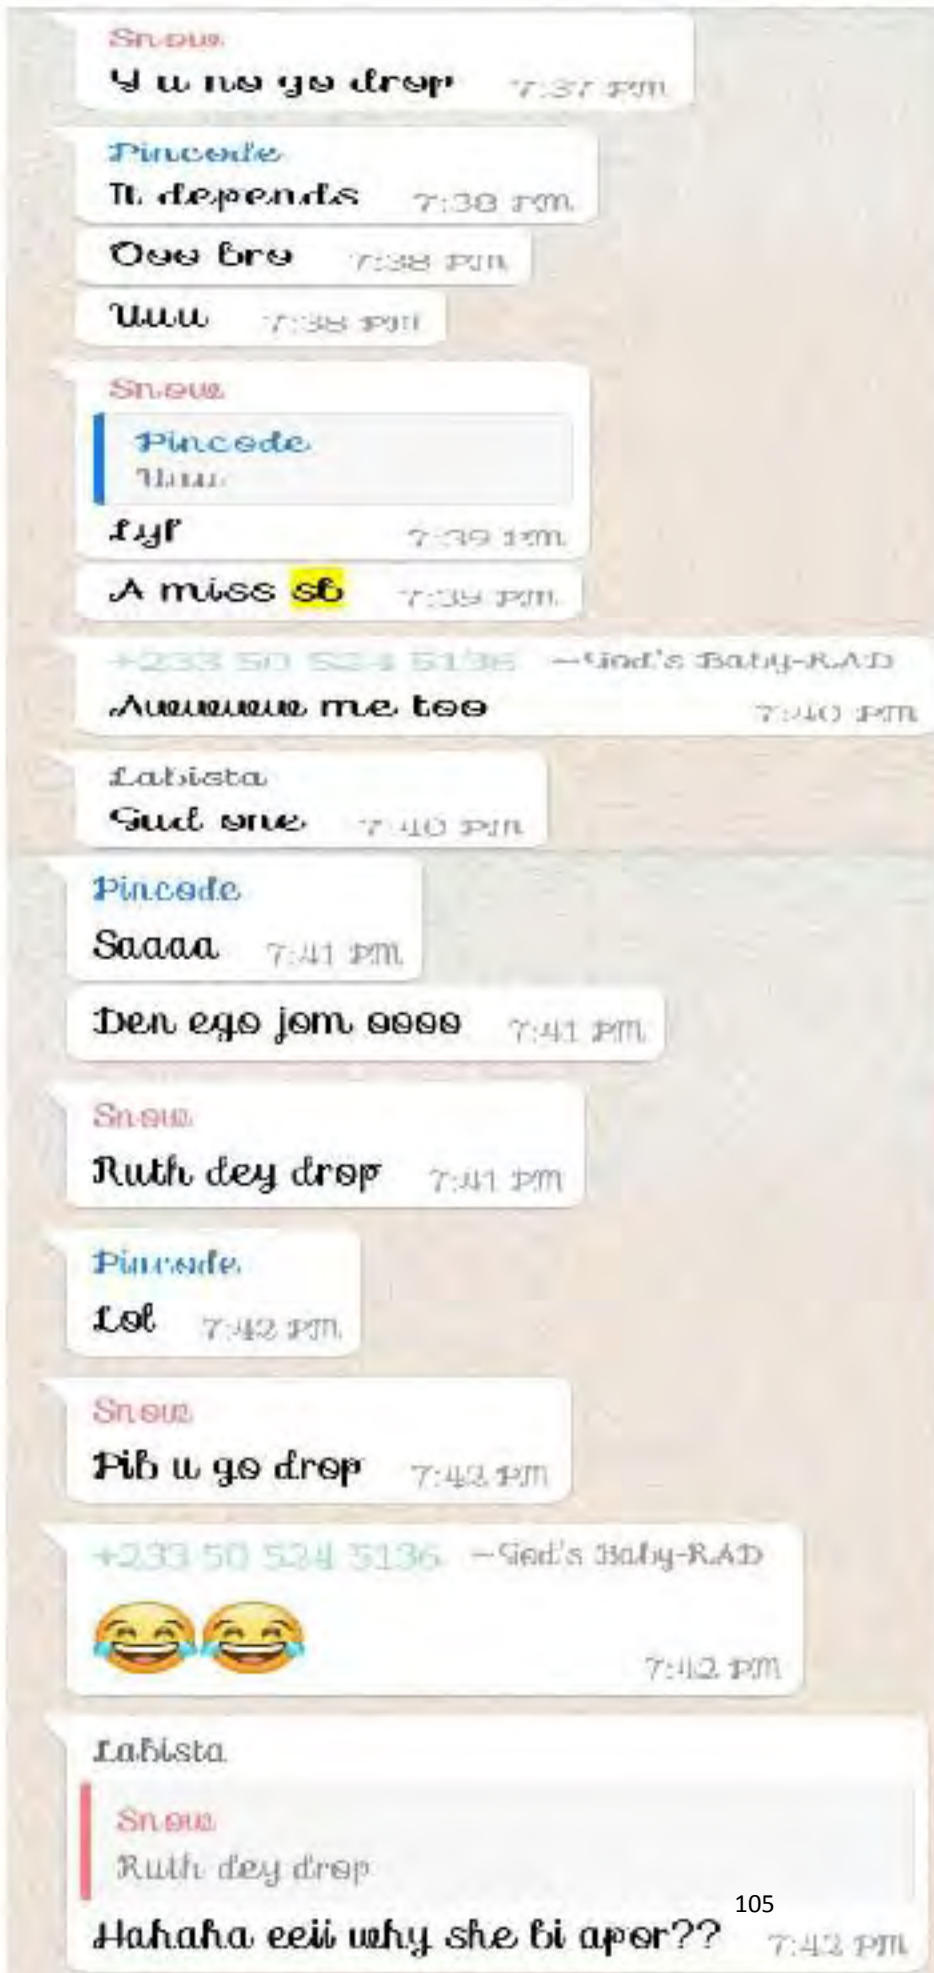 Snow
Y u no go drop 7:37 PM
Pincode
It depends 7:38 PM
Ooo bro 7:38 PM
Uuu 7:38 PM
Snow
Pincode
Uuu
Lyf 7:39 PM
A miss sb 7:39 PM
+233 50 524 5136 ~God's Baby-RAD
Aueueueue me too 7:40 PM
Labista
Gud one 7:40 PM
Pincode
Saaaa 7:41 PM
Den ego jom oooo 7:41 PM
Snow
Ruth dey drop 7:41 PM
Pincode
Lol 7:42 PM
Snow
Pib u go drop 7:42 PM
+233 50 524 5136 ~God's Baby-RAD
😂😂
7:42 PM
Labista
Snow
Ruth dey drop
105
Hahaha eeii why she bi apor?? 7:42 PM